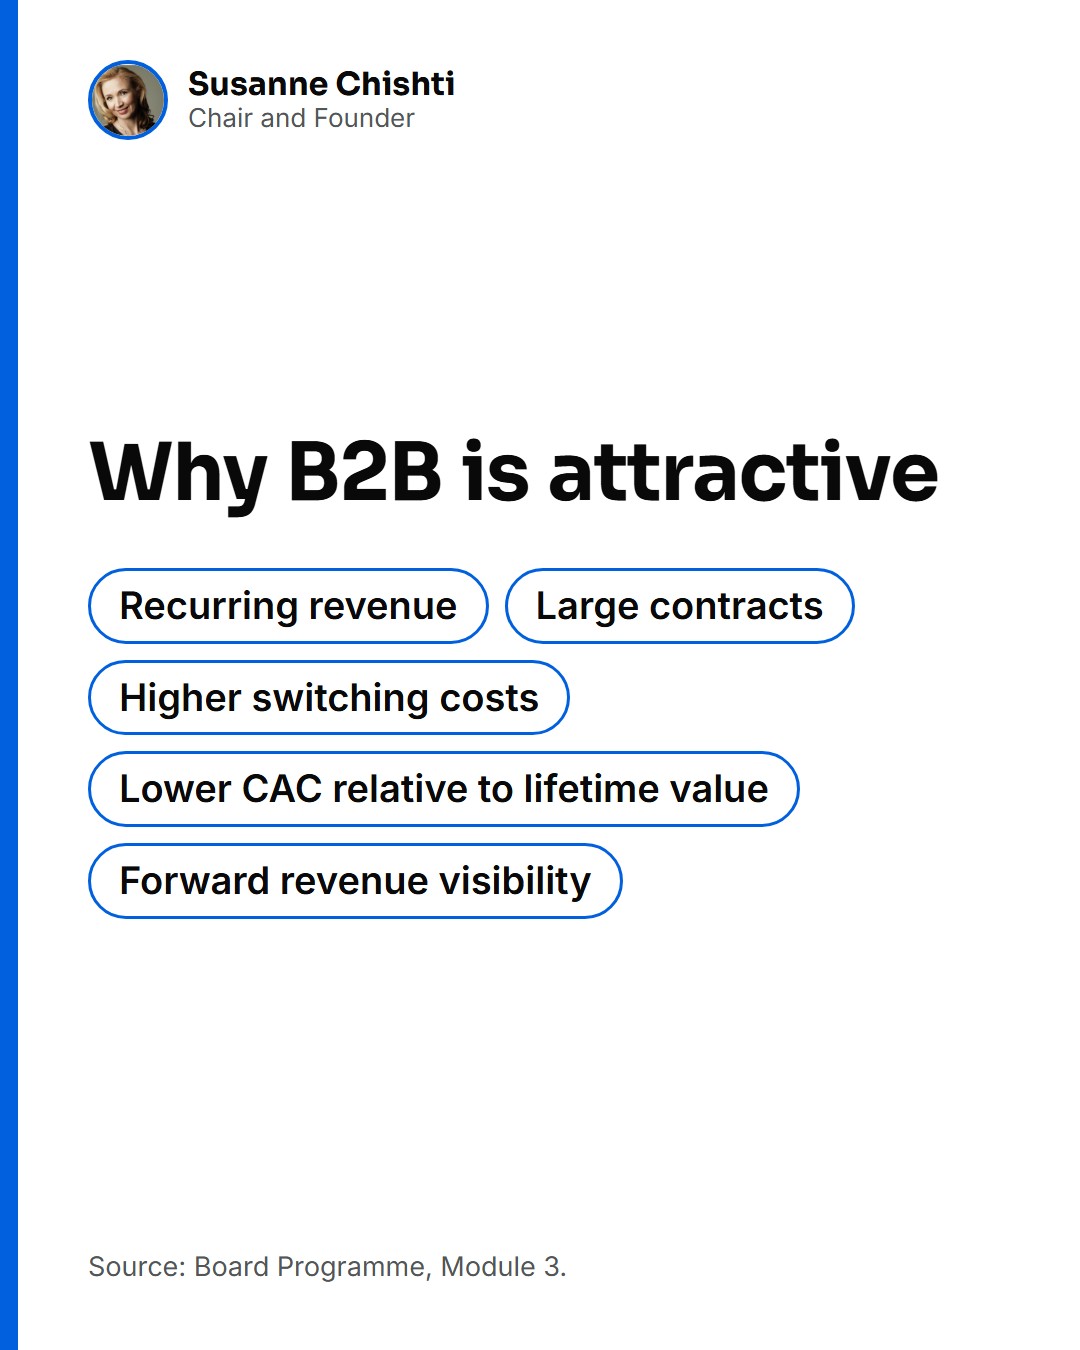 Susanne Chishti
Chair and Founder
Why B2B is attractive
Recurring revenue
Large contracts
Higher switching costs
Lower CAC relative to lifetime value
Forward revenue visibility
Source: Board Programme, Module 3.